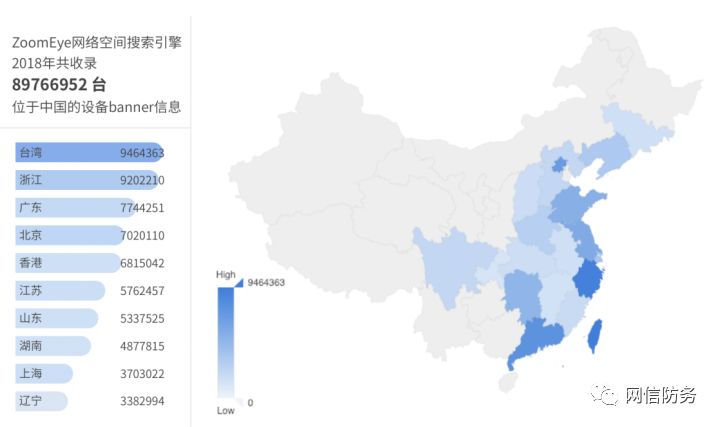 ZoomEye网络空间搜索引擎
2018年共收录
89766952 台
位于中国的设备banner信息
台湾 9464363
浙江 9202210
广东 7744251
北京 7020110
香港 6815042
江苏 5762457
山东 5337525
湖南 4877815
上海 3703022
辽宁 3382994
High
9464363
0
Low
网信防务